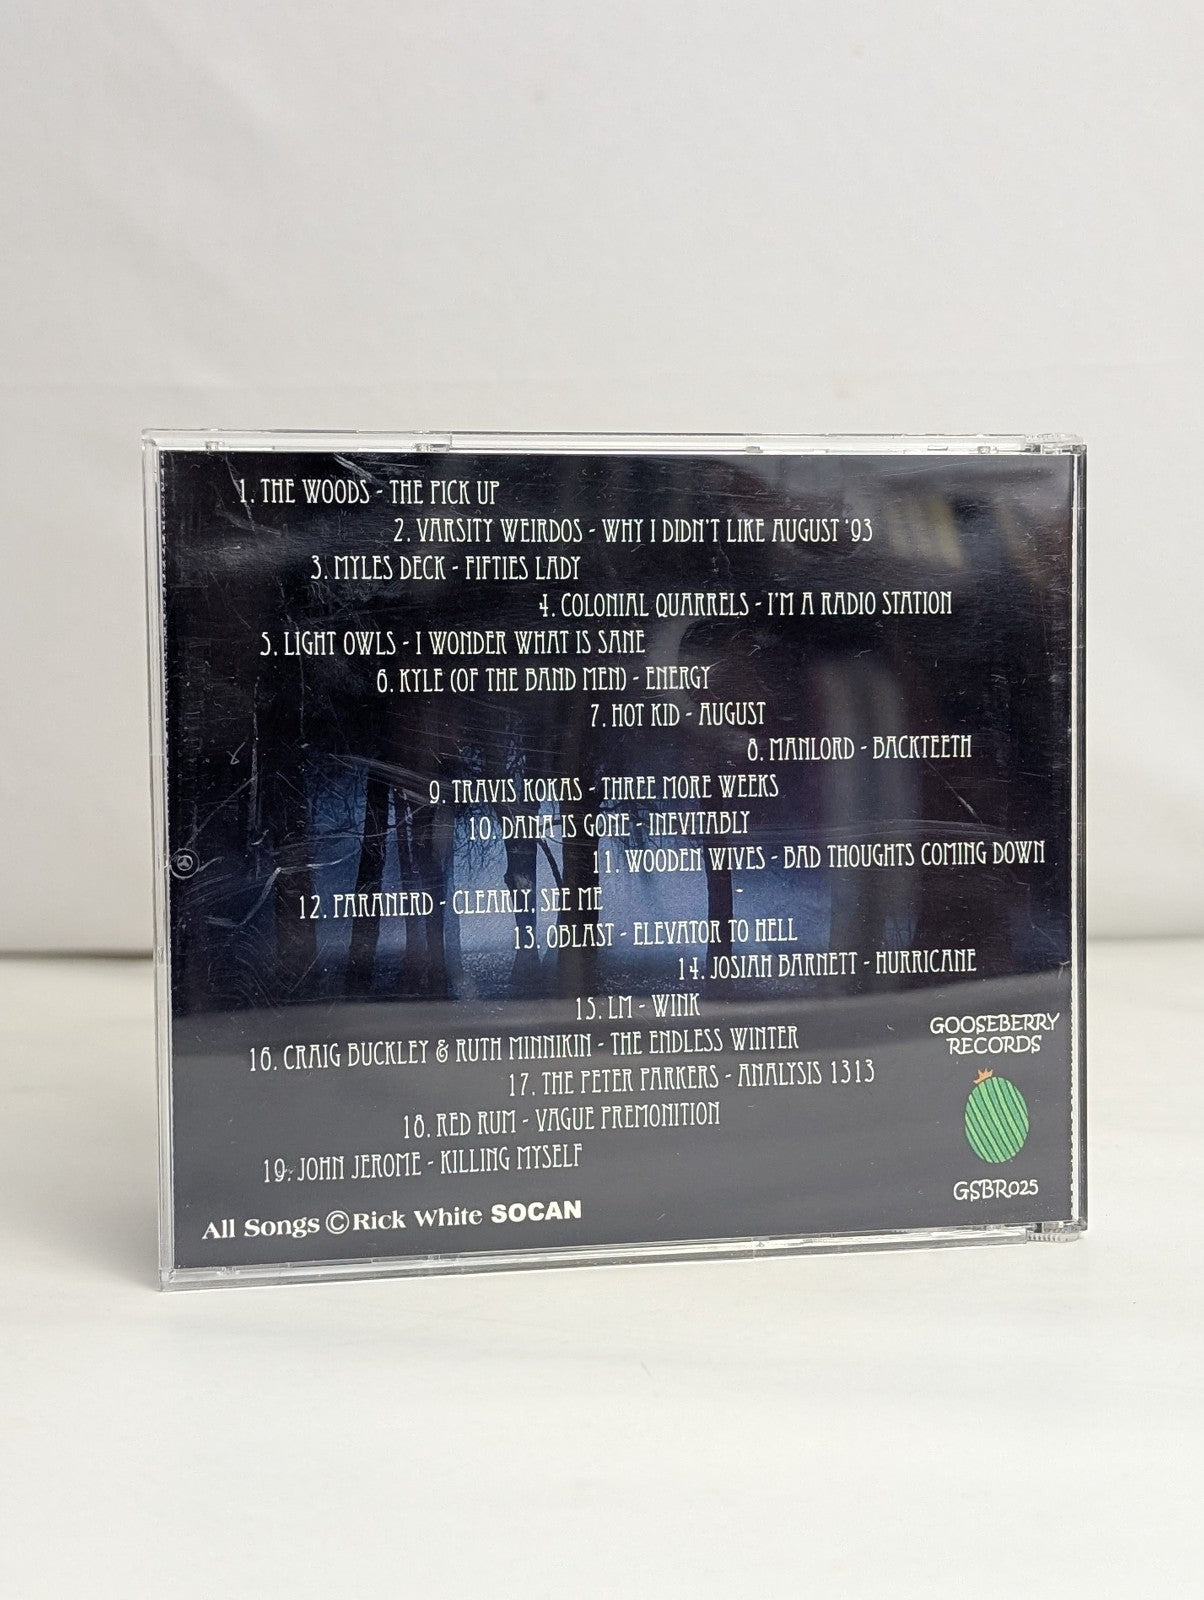 1. THE WOODS - THE PICK UP
2. VARSITY WEIRDOS - WHY I DIDN'T LIKE AUGUST '93
3. MYLES DECK - FIFTIES LADY
4. COLONIAL QUARRELS - I'M A RADIO STATION
5. LIGHT OWLS - I WONDER WHAT IS SANE
6. KYLE (OF THE BAND MEN) - ENERGY
7. HOT KID - AUGUST
8. MANLORD - BACKTEETH
9. TRAVIS KOKAS - THREE MORE WEEKS
10. DANA IS GONE - INEVITABLY
11. WOODEN WIVES - BAD THOUGHTS COMING DOWN
12. PARANERD - CLEARLY, SEE ME
13. OBLAST - ELEVATOR TO HELL
14. JOSIAH BARNETT - HURRICANE
15. LM - WINK
16. CRAIG BUCKLEY & RUTH MINNIKIN - THE ENDLESS WINTER
17. THE PETER PARKERS - ANALYSIS 1313
18. RED RUM - VAGUE PREMONITION
19. JOHN JEROME - KILLING MYSELF
All Songs © Rick White SOCAN
GOOSEBERRY
RECORDS
GSBR025